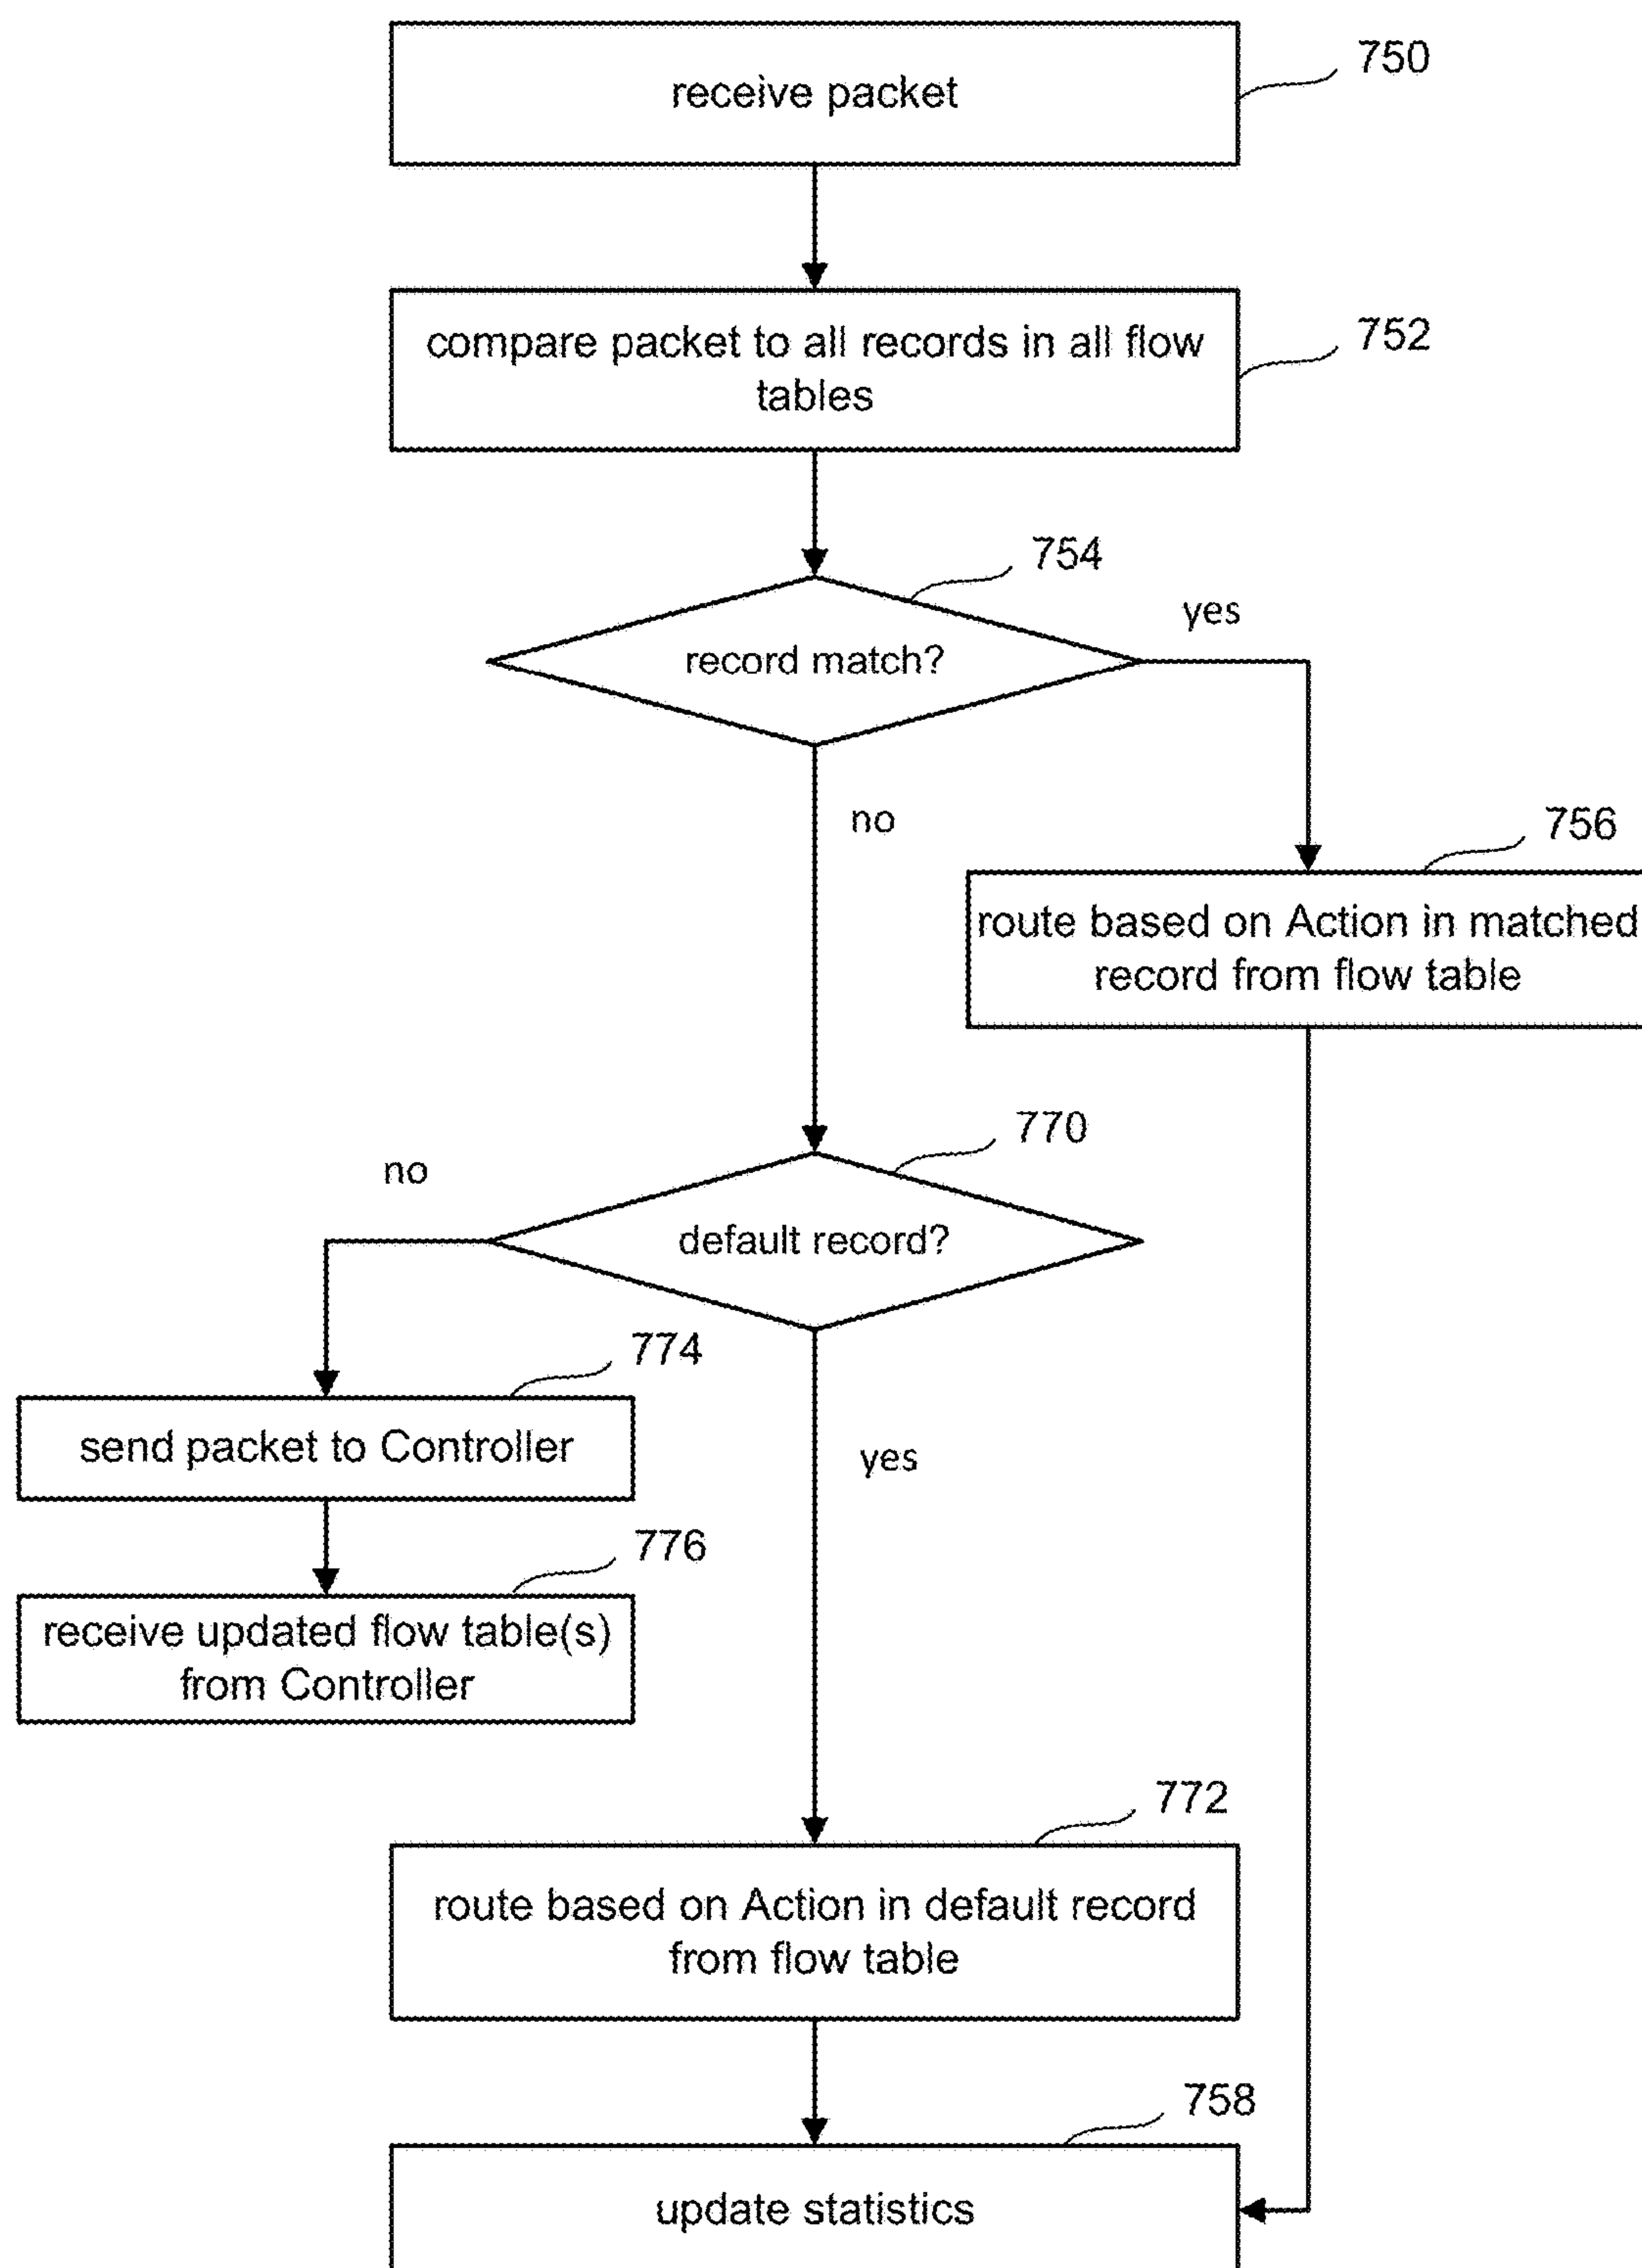 receive packet
750
compare packet to all records in all flow
tables
752
754
record match?
yes
no
756
route based on Action in matched
record from flow table
770
default record?
no
774
send packet to Controller
yes
776
receive updated flow table(s)
from Controller
772
route based on Action in default record
from flow table
758
update statistics